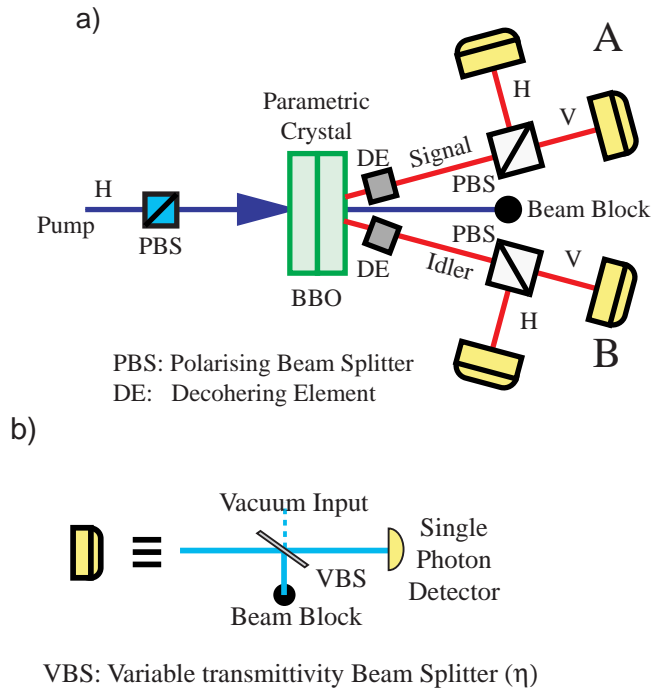 a)
A
H
V
Parametric
Crystal
DE
Signal
PBS
H
Pump
PBS
Beam Block
PBS
DE
Idler
V
BBO
H
B
PBS: Polarising Beam Splitter
DE: Decohering Element
b)
Vacuum Input
Single
Photon
Detector
VBS
Beam Block
VBS: Variable transmittivity Beam Splitter (η)